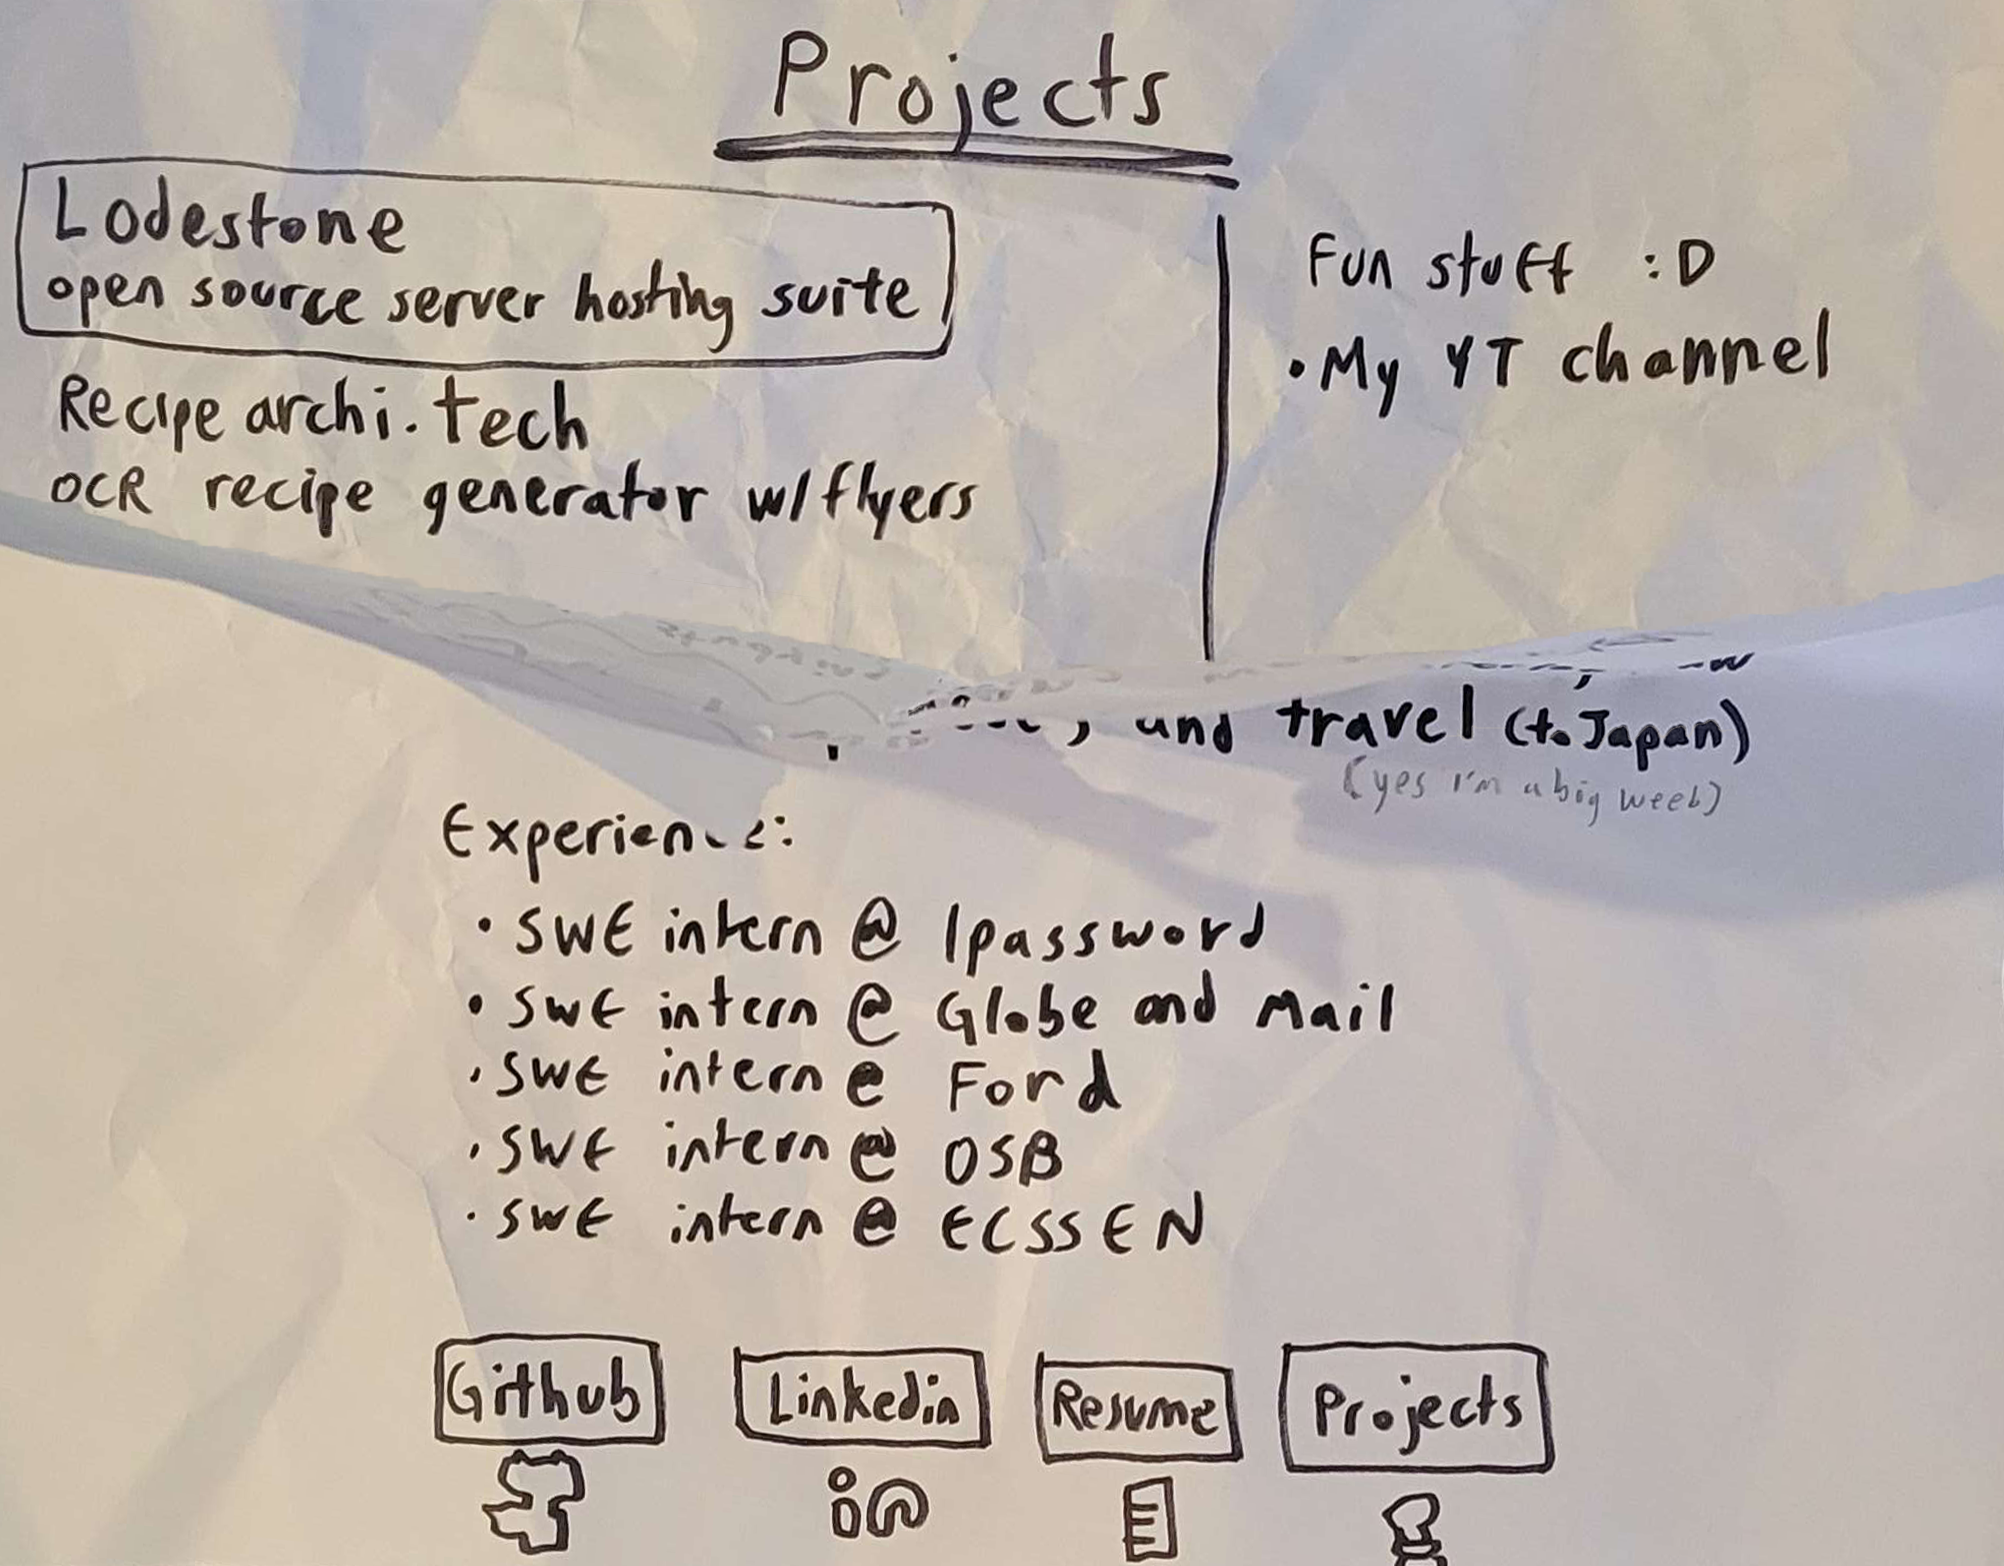 Projects
Lodestone
open source server hosting suite
Recipe archi.tech
OCR recipe generator w/flyers
Fun stuff :D
• My YT channel
, and travel (to Japan)
(yes I'm a big weeb)
Experience:
• SWE intern @ 1password
• SWE intern @ Globe and Mail
• SWE intern @ Ford
• SWE intern @ OSB
• SWE intern @ ECSSEN
Github
Linkedin
Resume
Projects
in